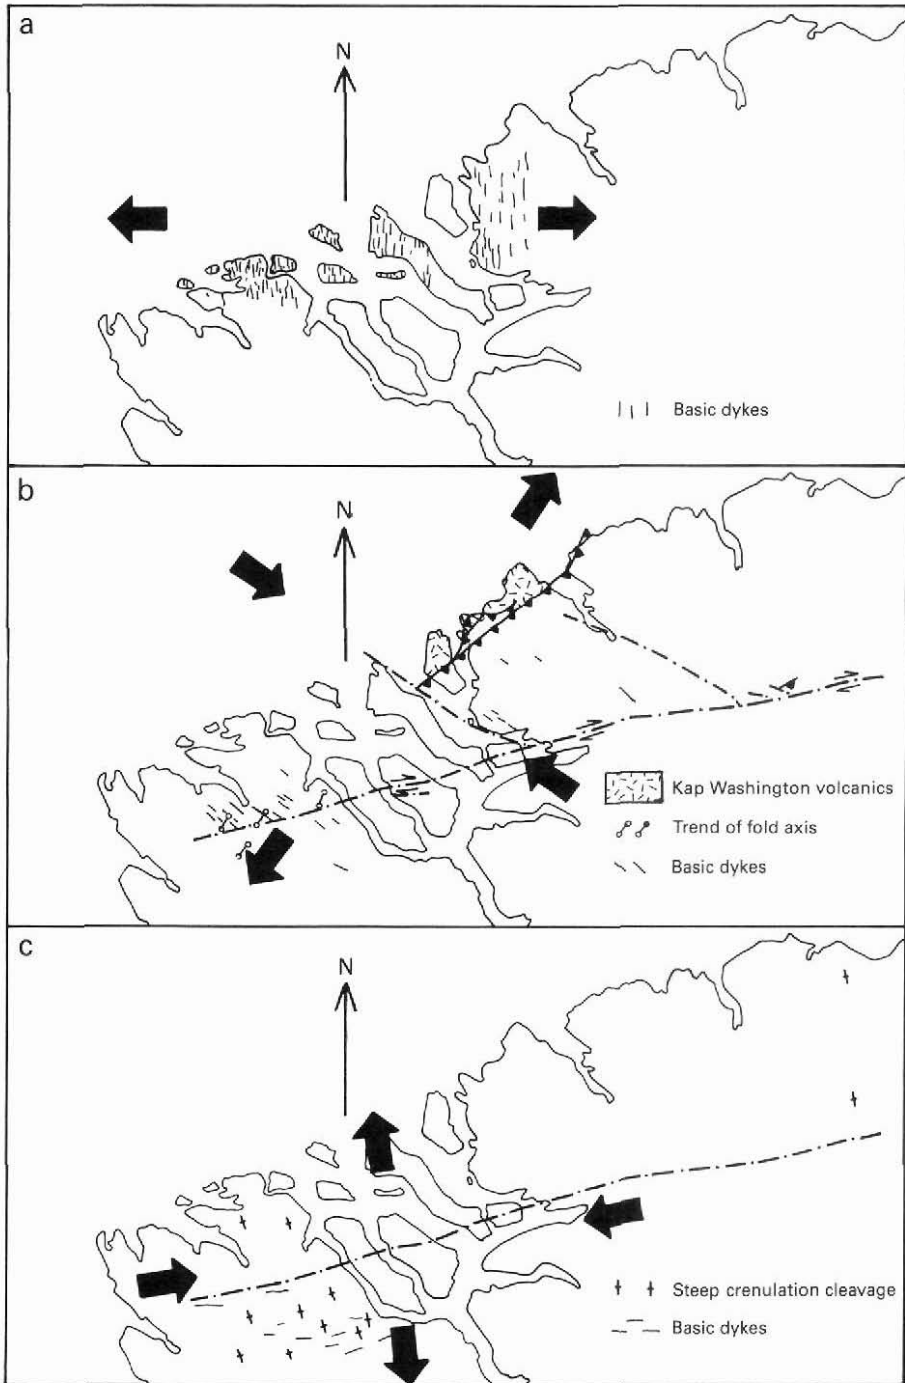 a
N
Basic dykes
b
N
Kap Washington volcanics
Trend of fold axis
Basic dykes
c
N
Steep crenulation cleavage
Basic dykes